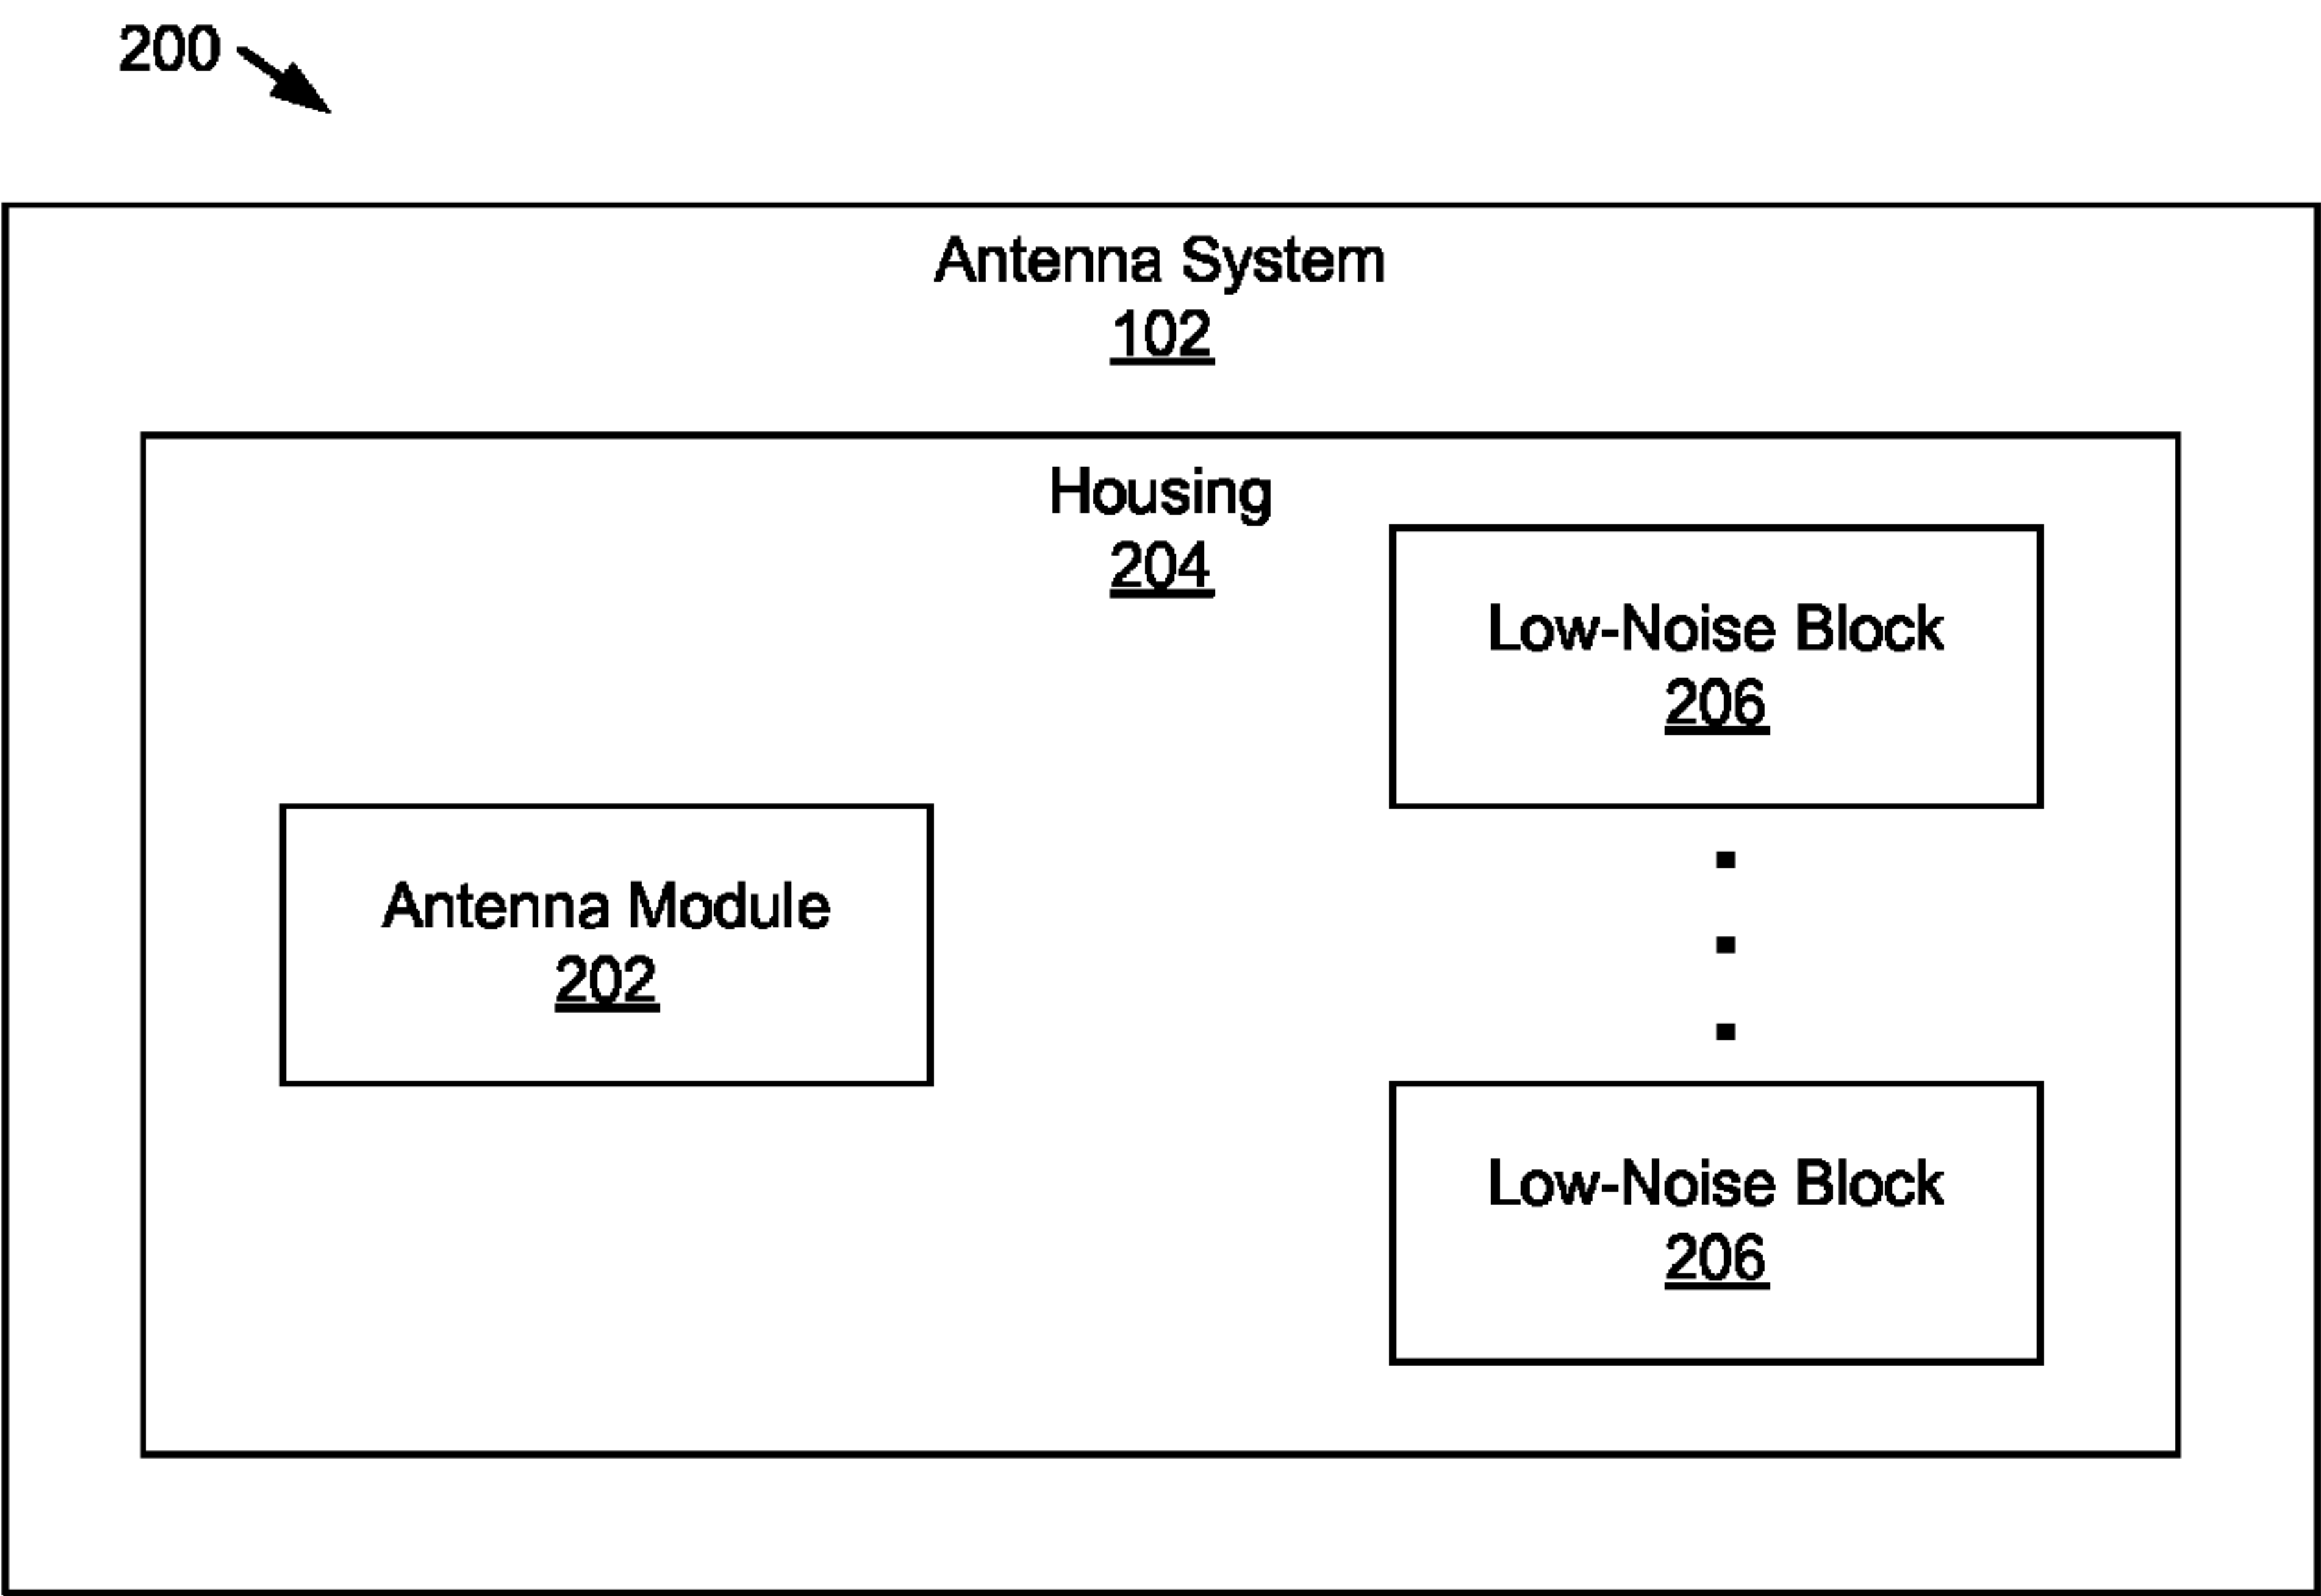 200
Antenna System
102
Housing
204
Low-Noise Block
206
Antenna Module
202
Low-Noise Block
206